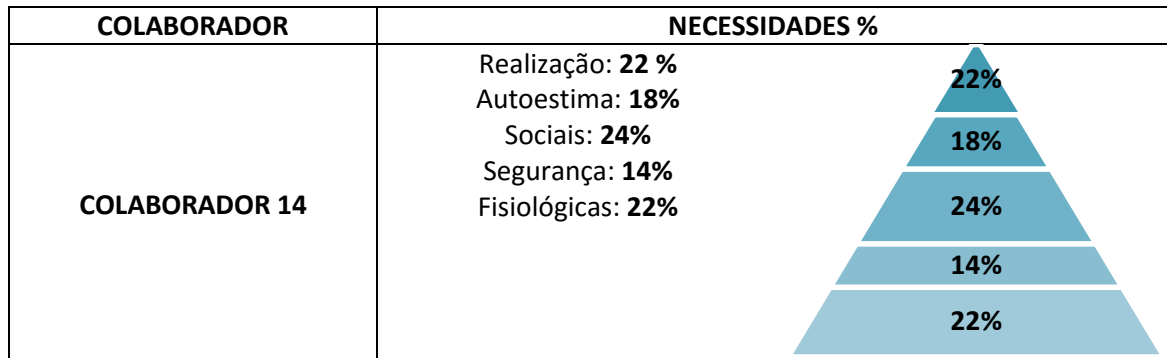 COLABORADOR
NECESSIDADES %
COLABORADOR 14
Realização: 22 %
Autoestima: 18%
Sociais: 24%
Segurança: 14%
Fisiológicas: 22%
22%
18%
24%
14%
22%